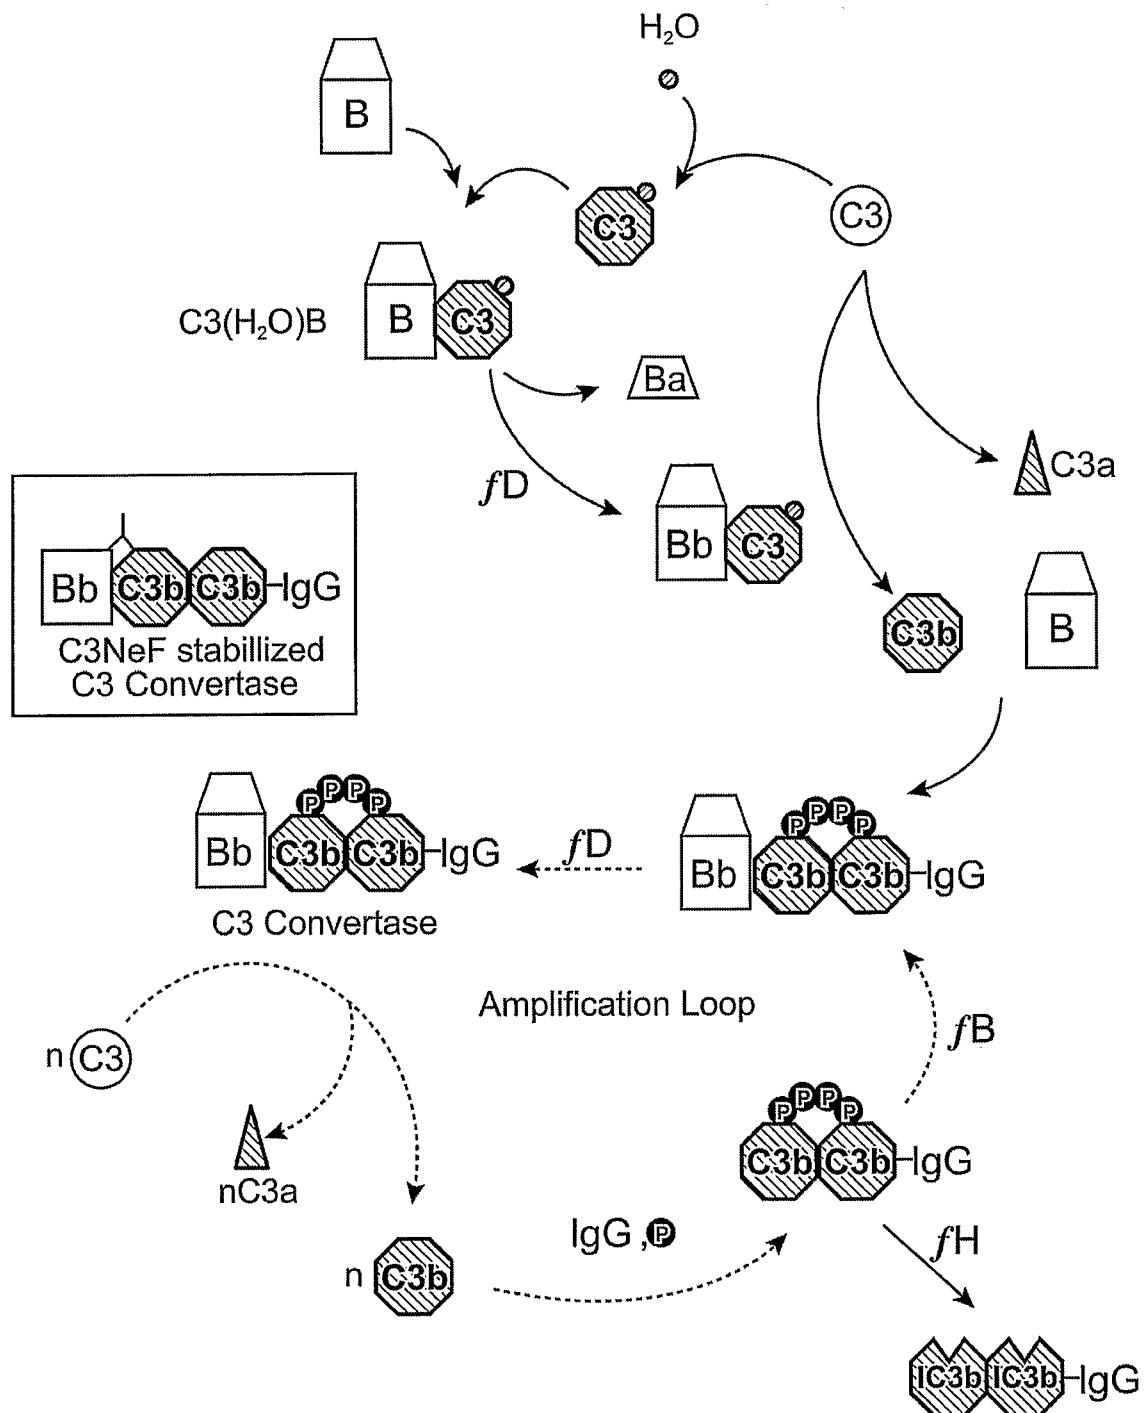 H₂O
B
C3
C3
C3(H₂O)B
B
C3
Ba
fD
C3a
Bb
C3
Bb
C3b
C3b
IgG
C3NeF stabillized
C3 Convertase
C3b
B
P P P P
Bb
C3b
C3b
IgG
fD
P P P P
Bb
C3b
C3b
IgG
C3 Convertase
Amplification Loop
n C3
fB
nC3a
P P P P
C3b
C3b
IgG
IgG , P
fH
n C3b
IC3b
IC3b
IgG